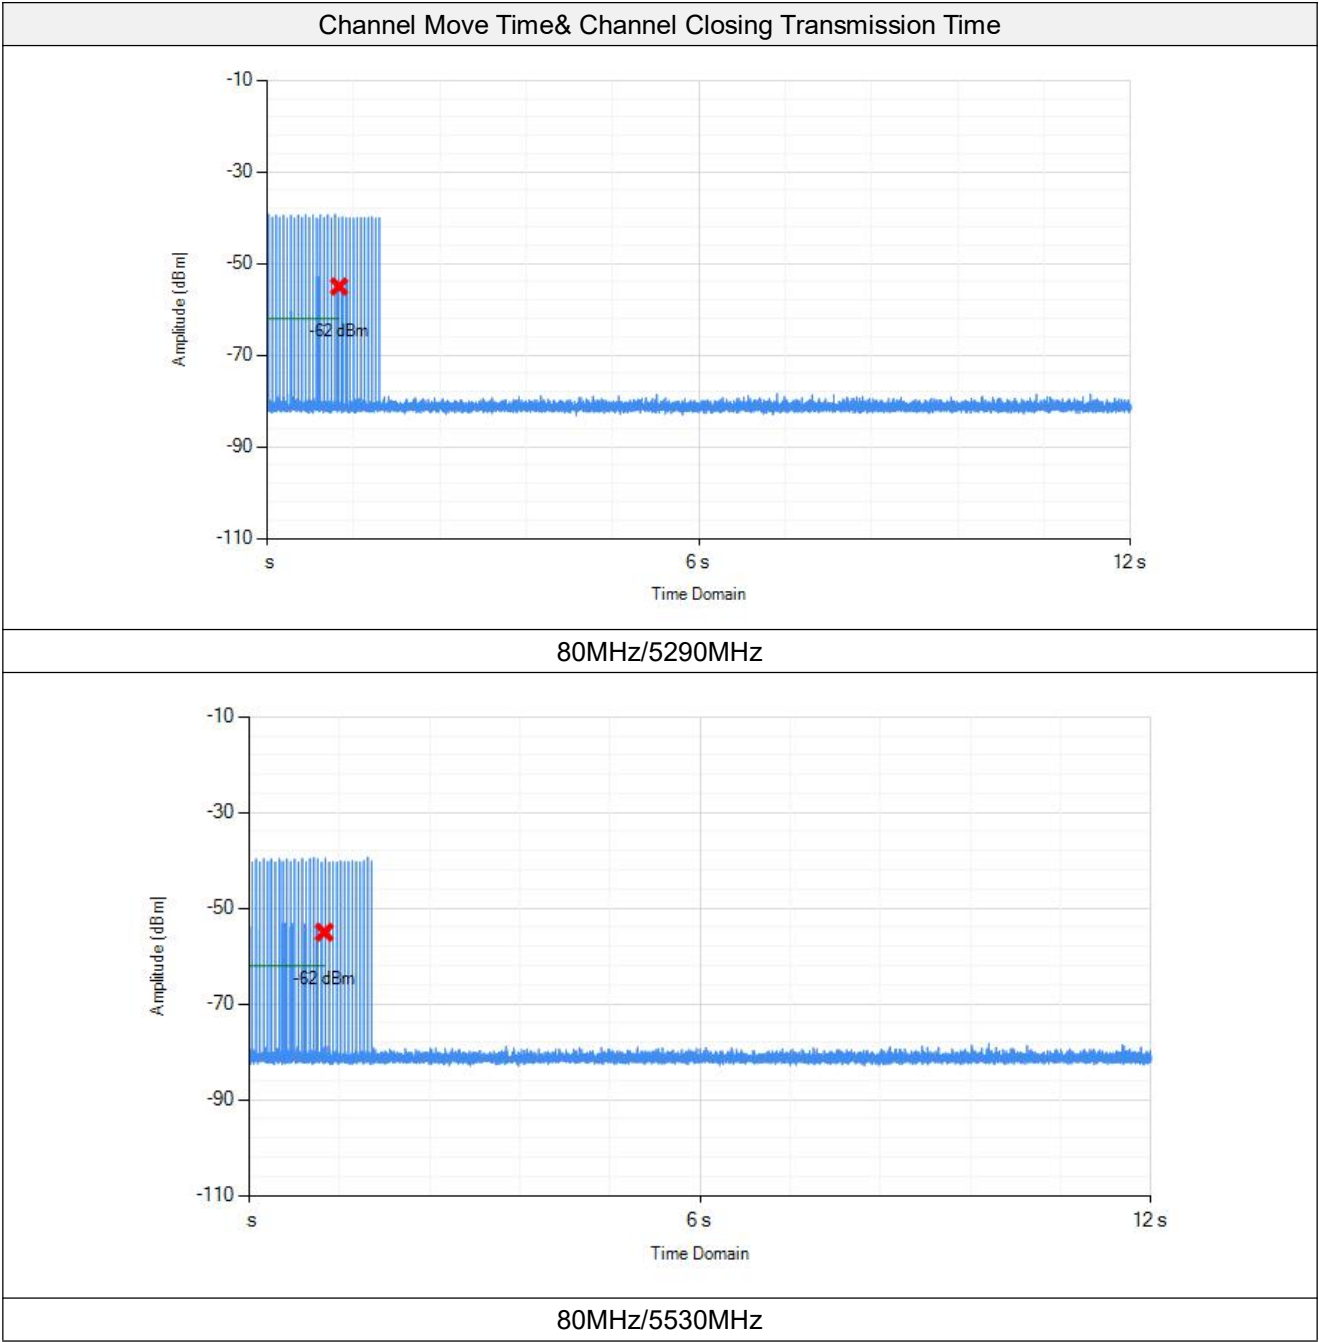 Channel Move Time& Channel Closing Transmission Time
-10
-30
-50
-70
-90
-110
Amplitude [dBm]
-62 dBm
s
6 s
12 s
Time Domain
80MHz/5290MHz
-10
-30
-50
-70
-90
-110
Amplitude [dBm]
-62 dBm
s
6 s
12 s
Time Domain
80MHz/5530MHz